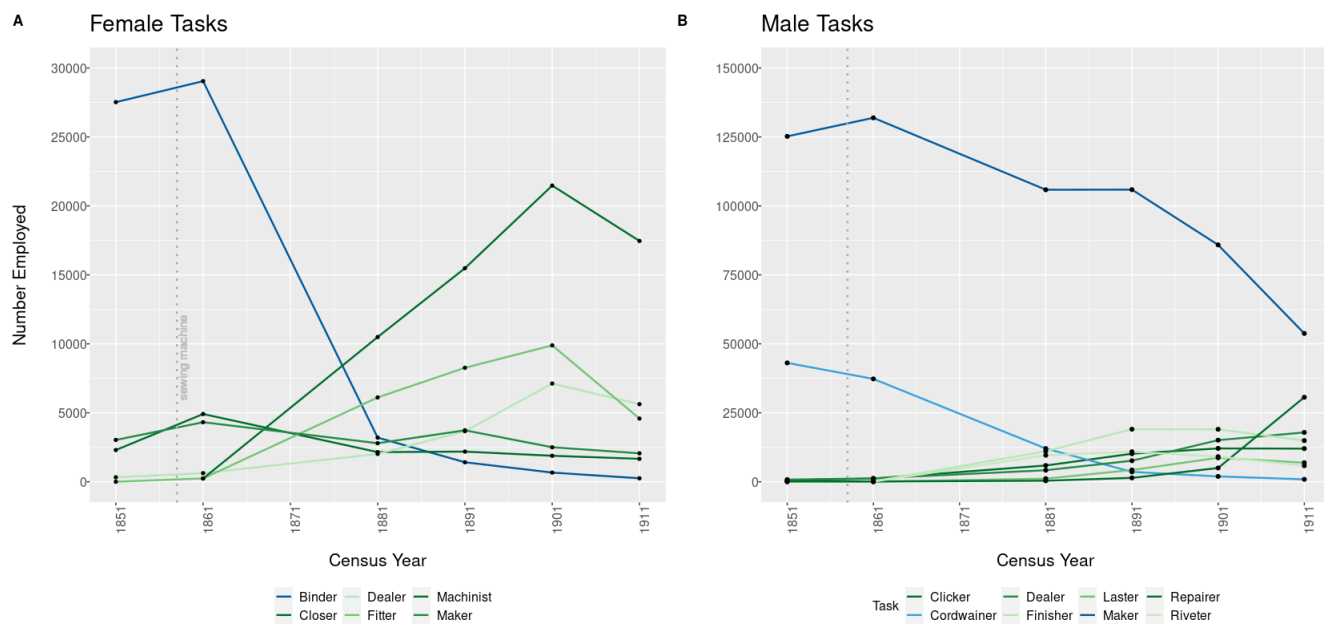 A
Female Tasks
30000
25000
20000
15000
10000
5000
0
Number Employed
sewing machine
1851
1861
1871
1881
1891
1901
1911
Census Year
Binder
Dealer
Machinist
Closer
Fitter
Maker
B
Male Tasks
150000
125000
100000
75000
50000
25000
0
1851
1861
1871
1881
1891
1901
1911
Census Year
Task
Clicker
Dealer
Laster
Repairer
Cordwainer
Finisher
Maker
Riveter